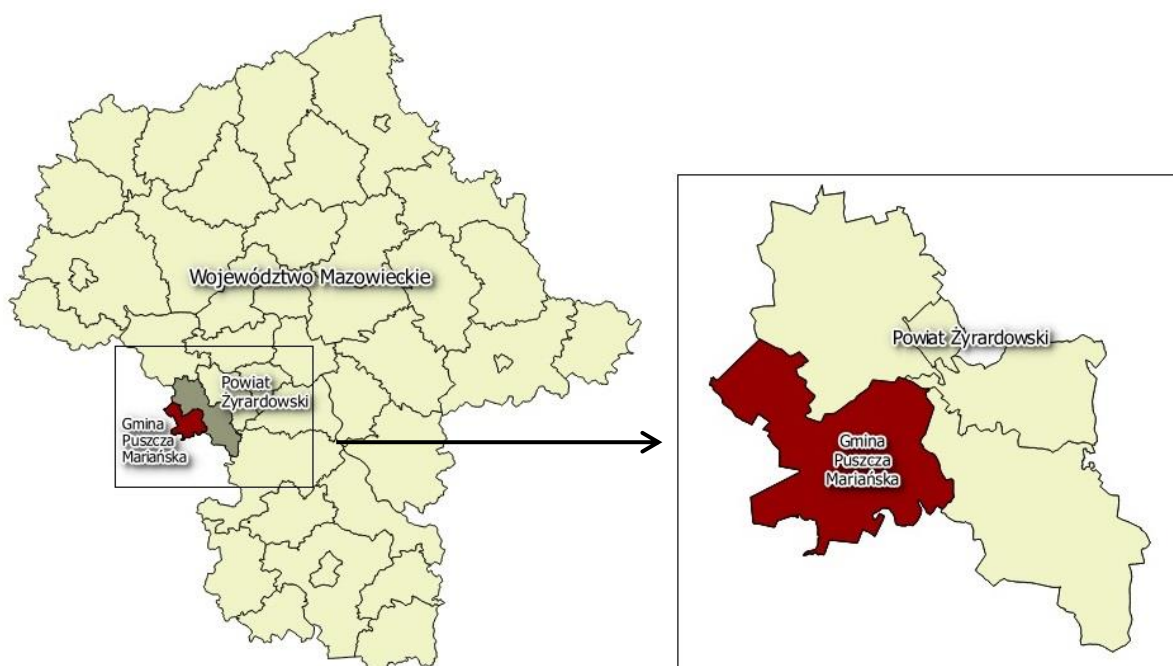 Województwo Mazowieckie
Powiat
Żyrardowski
Gmina
Puszcza
Mariańska
Powiat Żyrardowski
Gmina
Puszcza
Mariańska